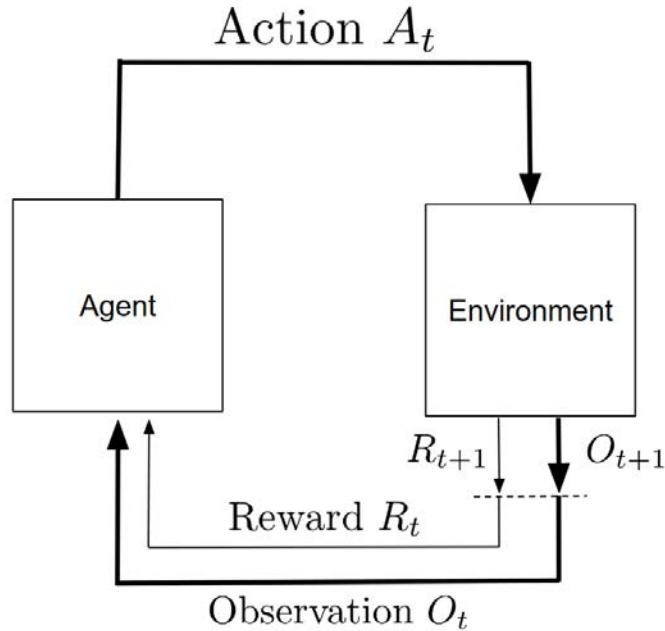 Action A_t
Agent
Environment
R_{t+1}
O_{t+1}
Reward R_t
Observation O_t